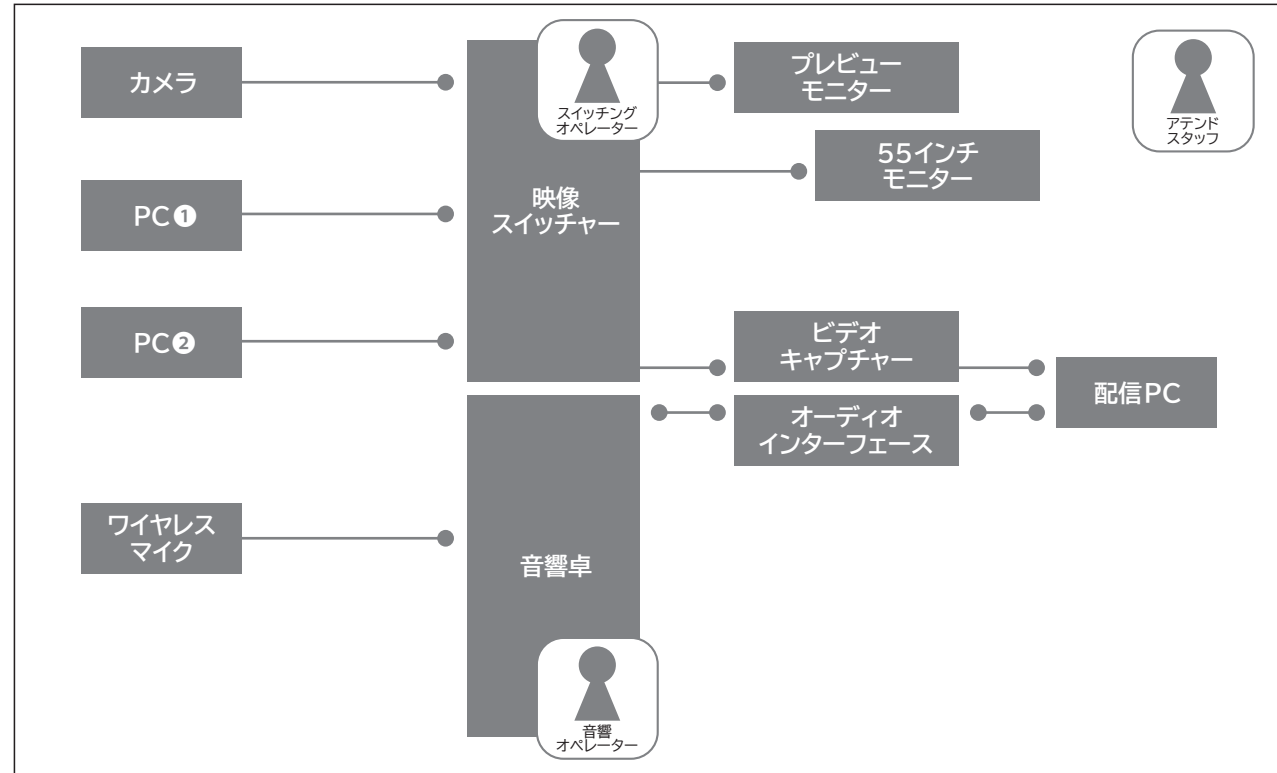 カメラ
PC❶
PC❷
ワイヤレス
マイク
映像
スイッチャー
スイッチング
オペレーター
音響卓
音響
オペレーター
プレビュー
モニター
55インチ
モニター
ビデオ
キャプチャー
オーディオ
インターフェース
配信PC
アテンド
スタッフ